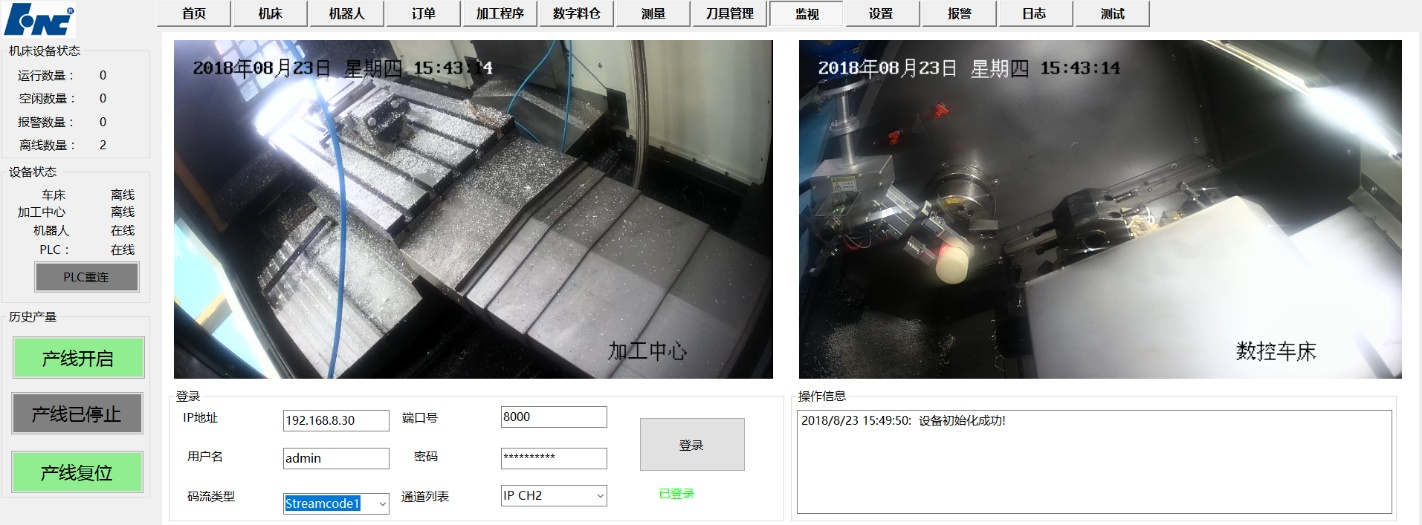 HNC®
首页 机床 机器人 订单 加工程序 数字料仓 测量 刀具管理 监视 设置 报警 日志 测试
机床设备状态
运行数量: 0
空闲数量: 0
报警数量: 0
离线数量: 2
设备状态
车床 离线
加工中心 离线
机器人 在线
PLC: 在线
PLC重连
历史产量
产线开启
产线已停止
产线复位
2018年08月23日 星期四 15:43:14
加工中心
2018年08月23日 星期四 15:43:14
数控车床
登录
IP地址 192.168.8.30 端口号 8000
用户名 admin 密码 **********
登录
码流类型 Streamcode1 通道列表 IP CH2
已登录
操作信息
2018/8/23 15:49:50: 设备初始化成功!